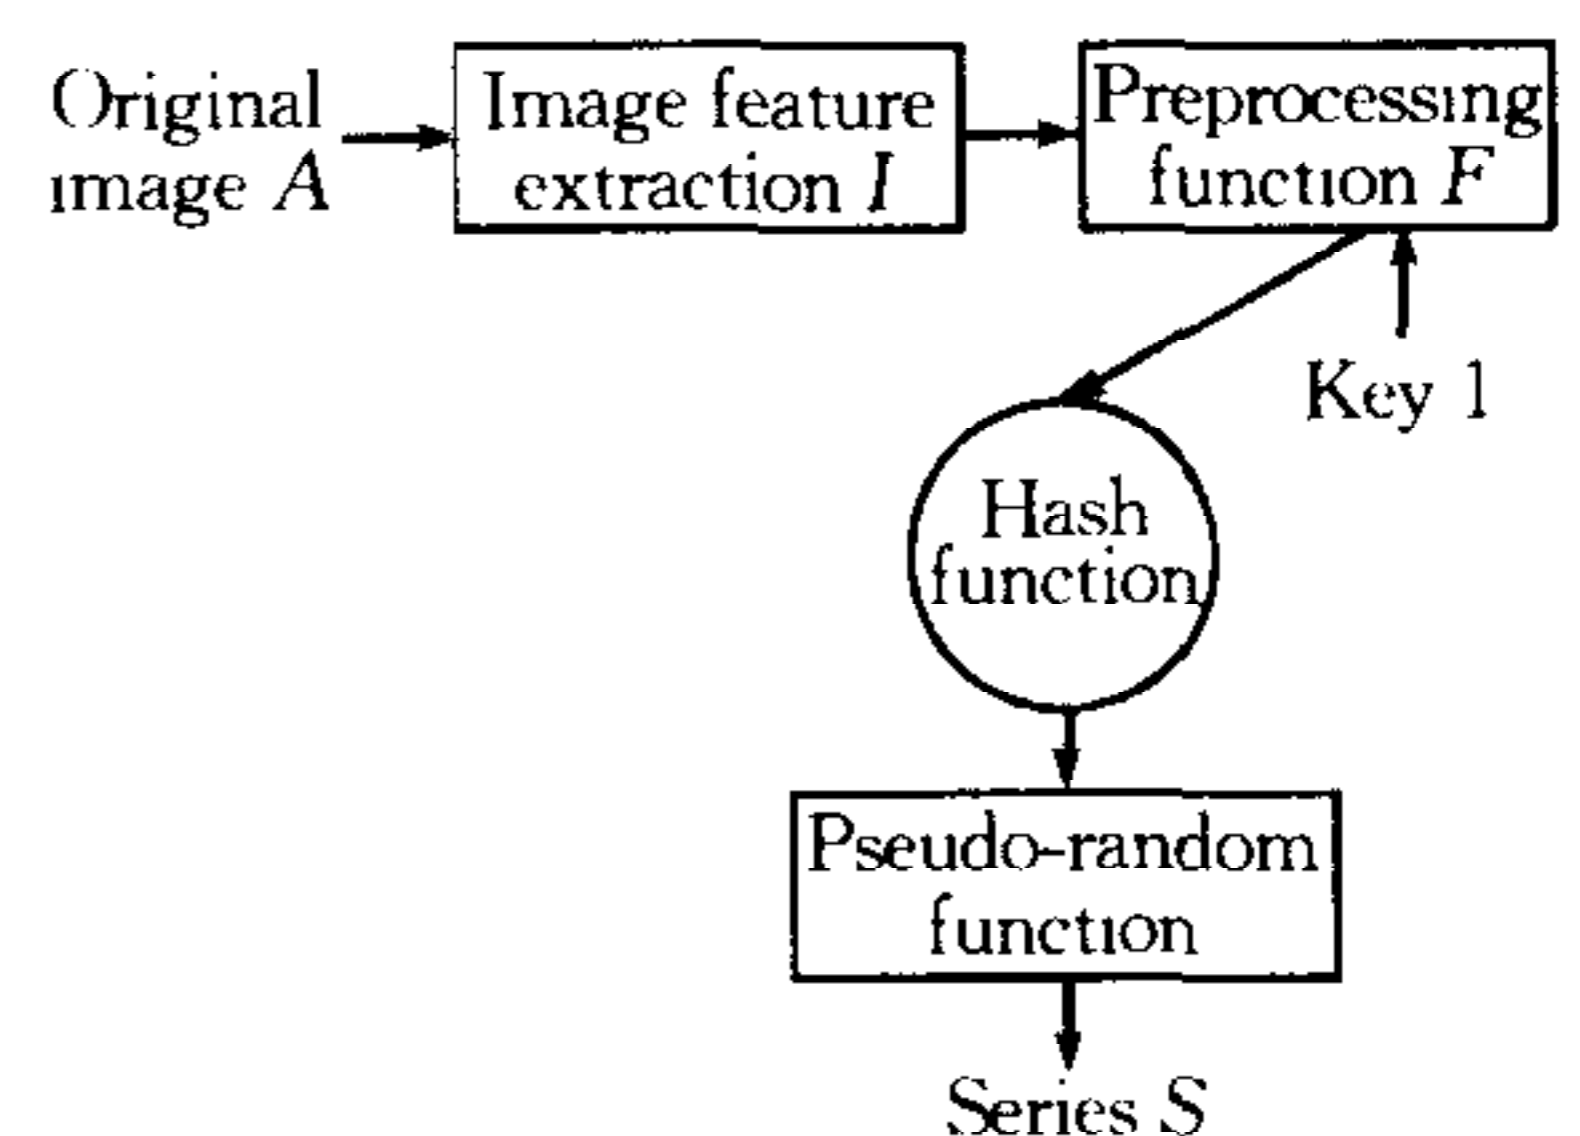 Original
image A
Image feature
extraction I
Preprocessing
function F
Key 1
Hash
function
Pseudo-random
function
Series S